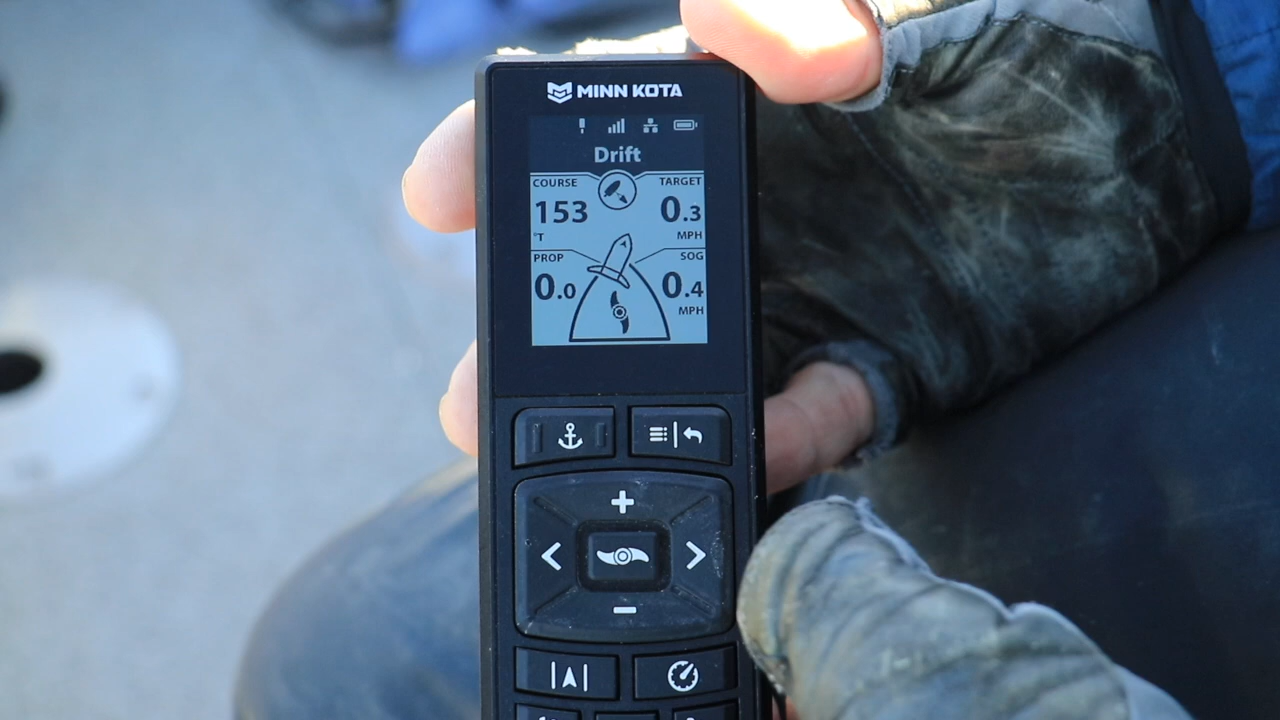 MINN KOTA
Drift
COURSE TARGET
153 0.3
°T MPH
PROP SOG
0.0 0.4
MPH